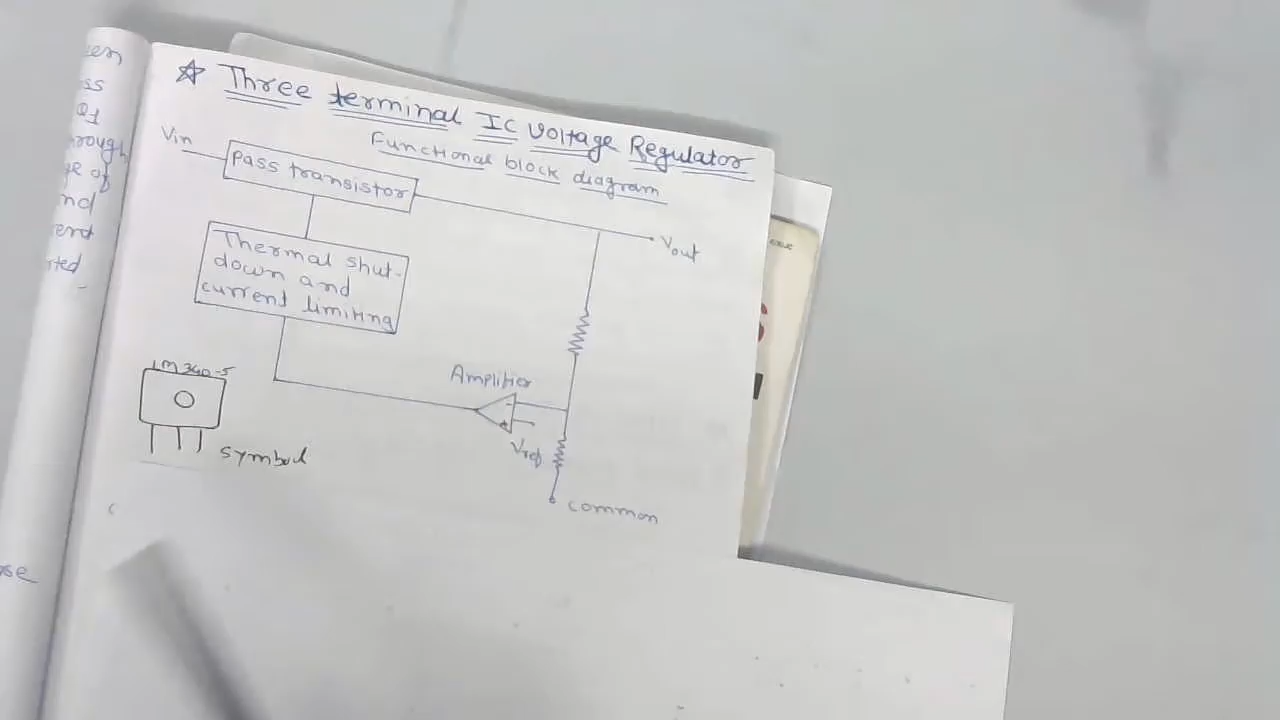 ☆ Three terminal IC Voltage Regulator
Functional block diagram
Vin
Pass transistor
Vout
Thermal shut-
down and
current limiting
Amplifier
-
+
Vref
common
LM 340-5
symbol